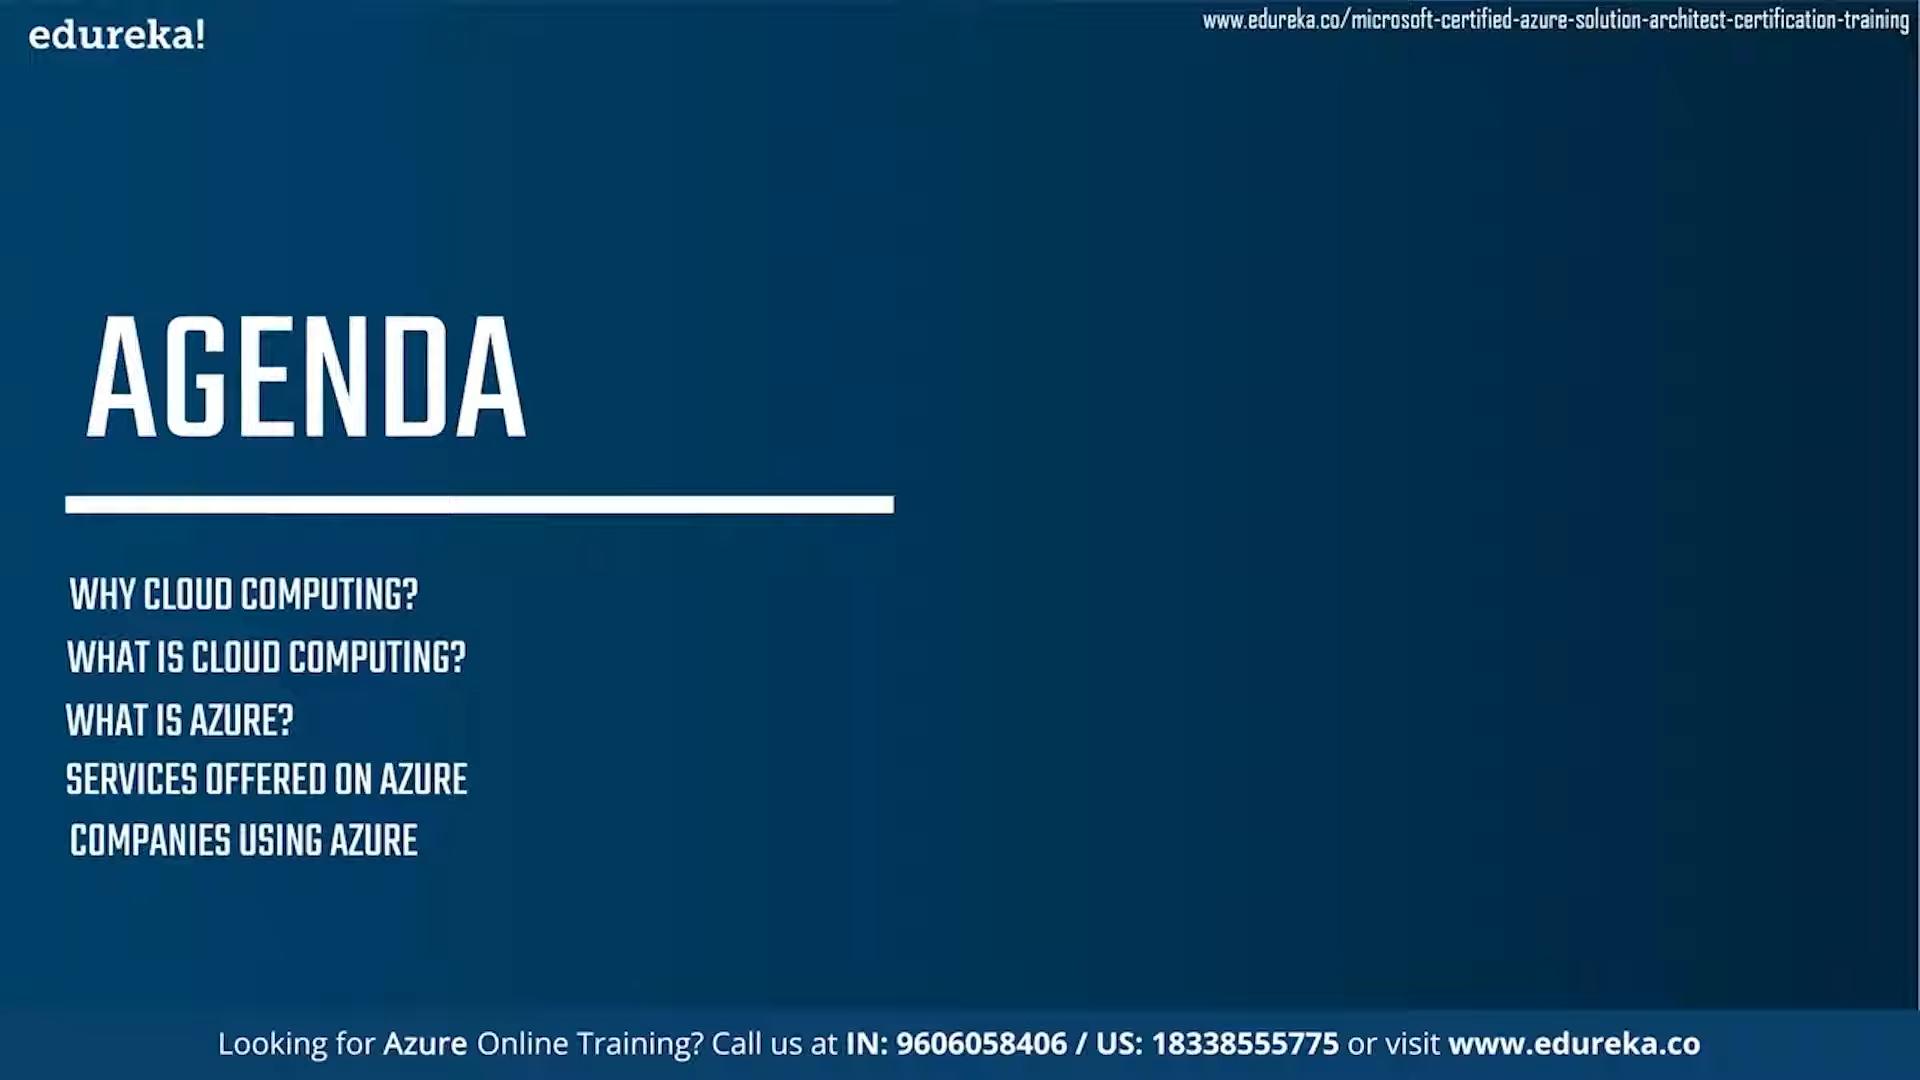 edureka!
www.edureka.co/microsoft-certified-azure-solution-architect-certification-training
AGENDA
WHY CLOUD COMPUTING?
WHAT IS CLOUD COMPUTING?
WHAT IS AZURE?
SERVICES OFFERED ON AZURE
COMPANIES USING AZURE
Looking for Azure Online Training? Call us at IN: 9606058406 / US: 18338555775 or visit www.edureka.co